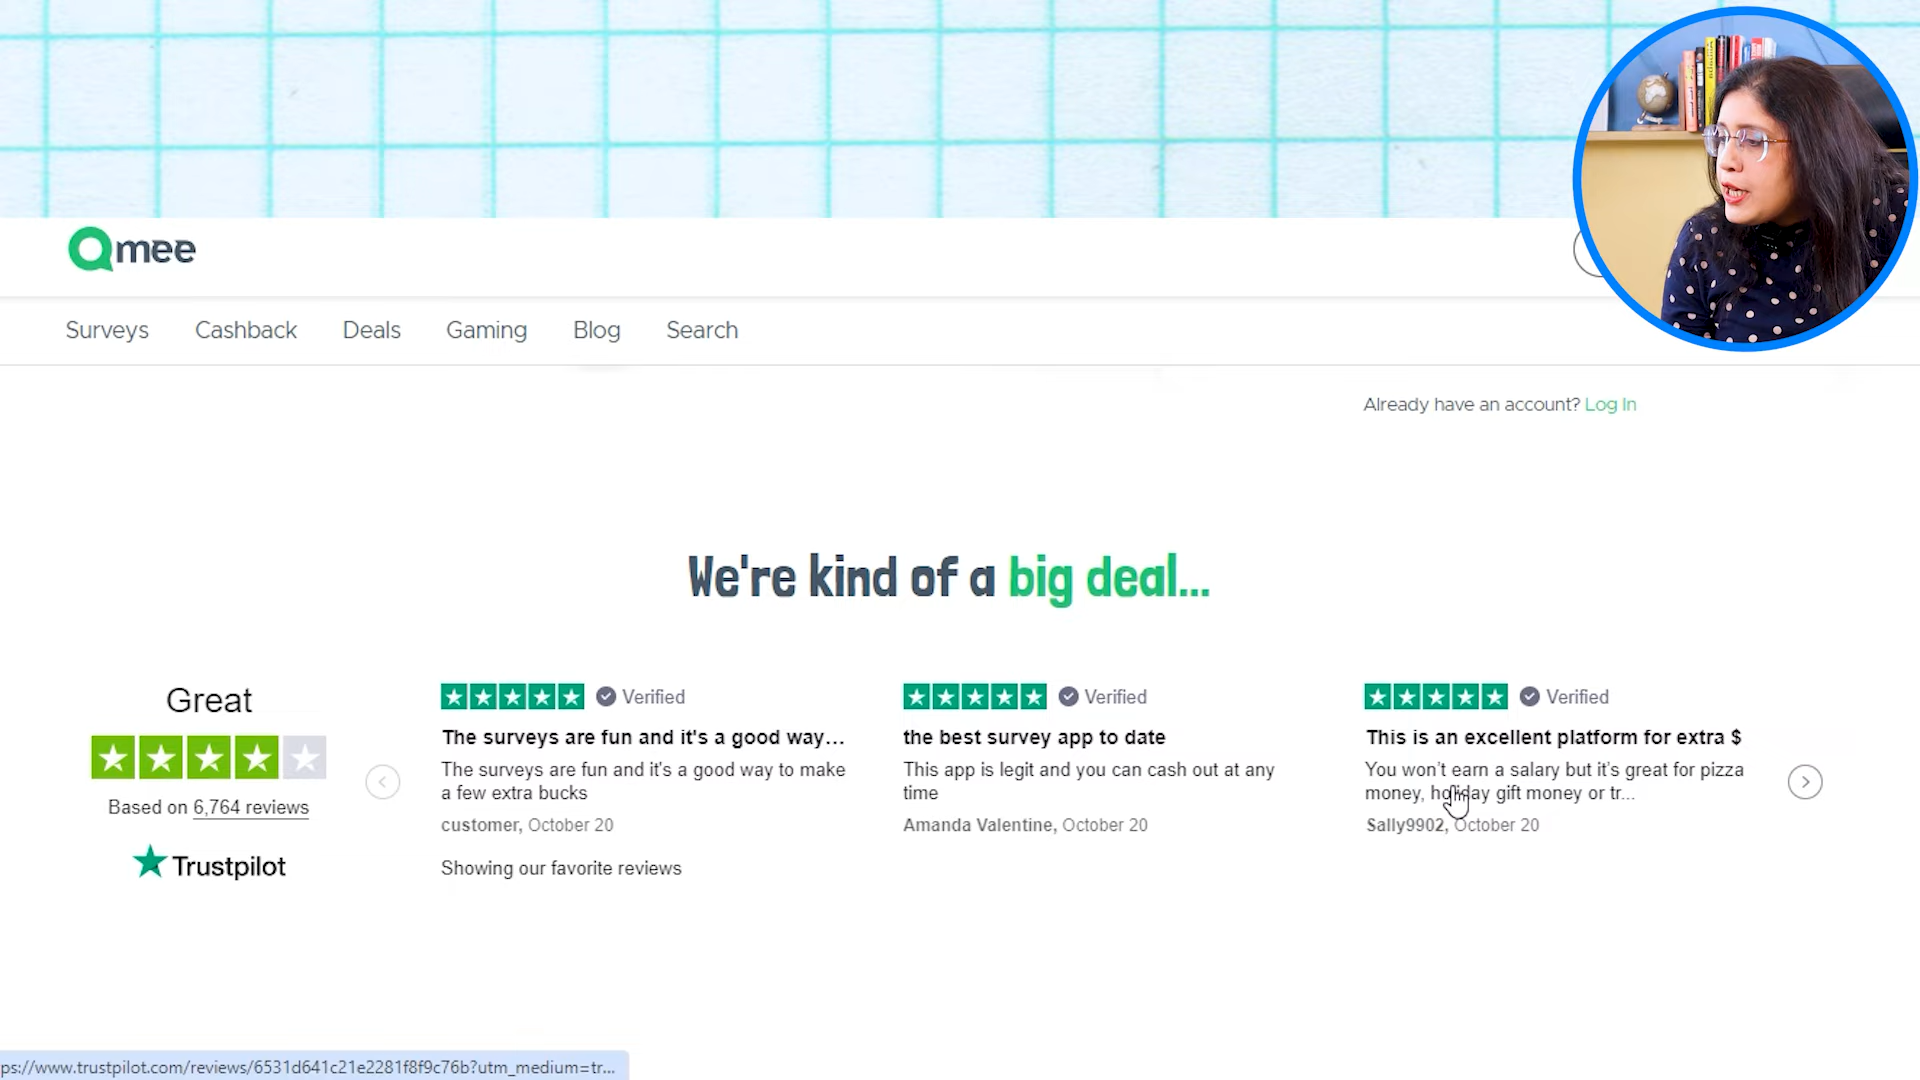 Qmee
Surveys Cashback Deals Gaming Blog Search
Already have an account? Log In
We're kind of a big deal...
Great
Based on 6,764 reviews
Trustpilot
Verified
The surveys are fun and it's a good way...
The surveys are fun and it's a good way to make
a few extra bucks
customer, October 20
Showing our favorite reviews
Verified
the best survey app to date
This app is legit and you can cash out at any
time
Amanda Valentine, October 20
Verified
This is an excellent platform for extra $
You won't earn a salary but it's great for pizza
money, holiday gift money or tr...
Sally9902, October 20
ps://www.trustpilot.com/reviews/6531d641c21e2281f8f9c76b?utm_medium=tr...